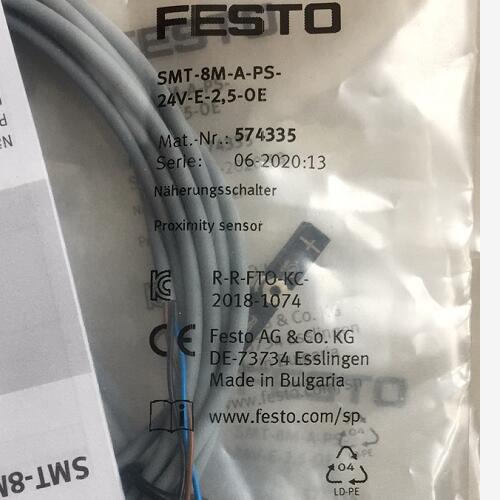 FESTO
SMT-8M-A-PS-
24V-E-2,5-OE
Mat.-Nr.: 574335
Serie: 06-2020:13
Näherungsschalter
Proximity sensor
R-R-FTO-KC-
2018-1074
CE Festo AG & Co. KG
DE-73734 Esslingen
Made in Bulgaria
www.festo.com/sp
04
LD-PE
SMT-8M